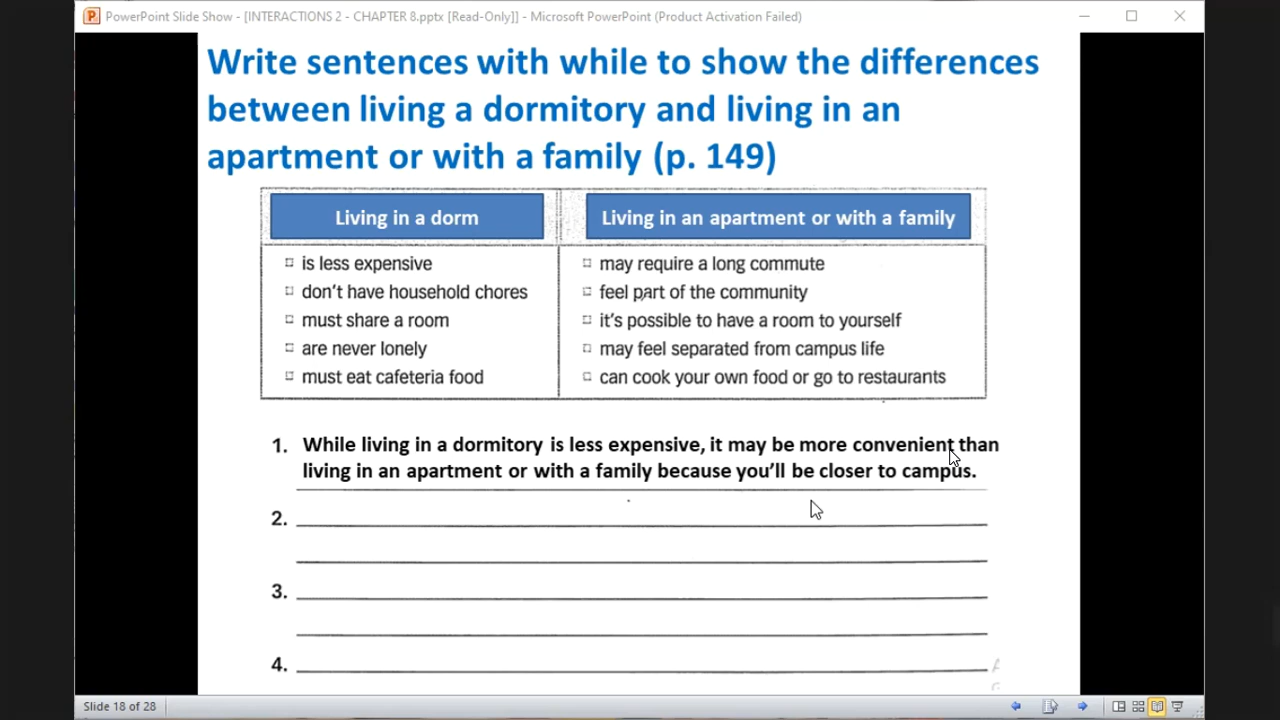 PowerPoint Slide Show - [INTERACTIONS 2 - CHAPTER 8.pptx [Read-Only]] - Microsoft PowerPoint (Product Activation Failed)
Write sentences with while to show the differences
between living a dormitory and living in an
apartment or with a family (p. 149)
Living in a dorm
Living in an apartment or with a family
is less expensive
don't have household chores
must share a room
are never lonely
must eat cafeteria food
may require a long commute
feel part of the community
it's possible to have a room to yourself
may feel separated from campus life
can cook your own food or go to restaurants
1. While living in a dormitory is less expensive, it may be more convenient than
living in an apartment or with a family because you'll be closer to campus.
2.
3.
4.
Slide 18 of 28